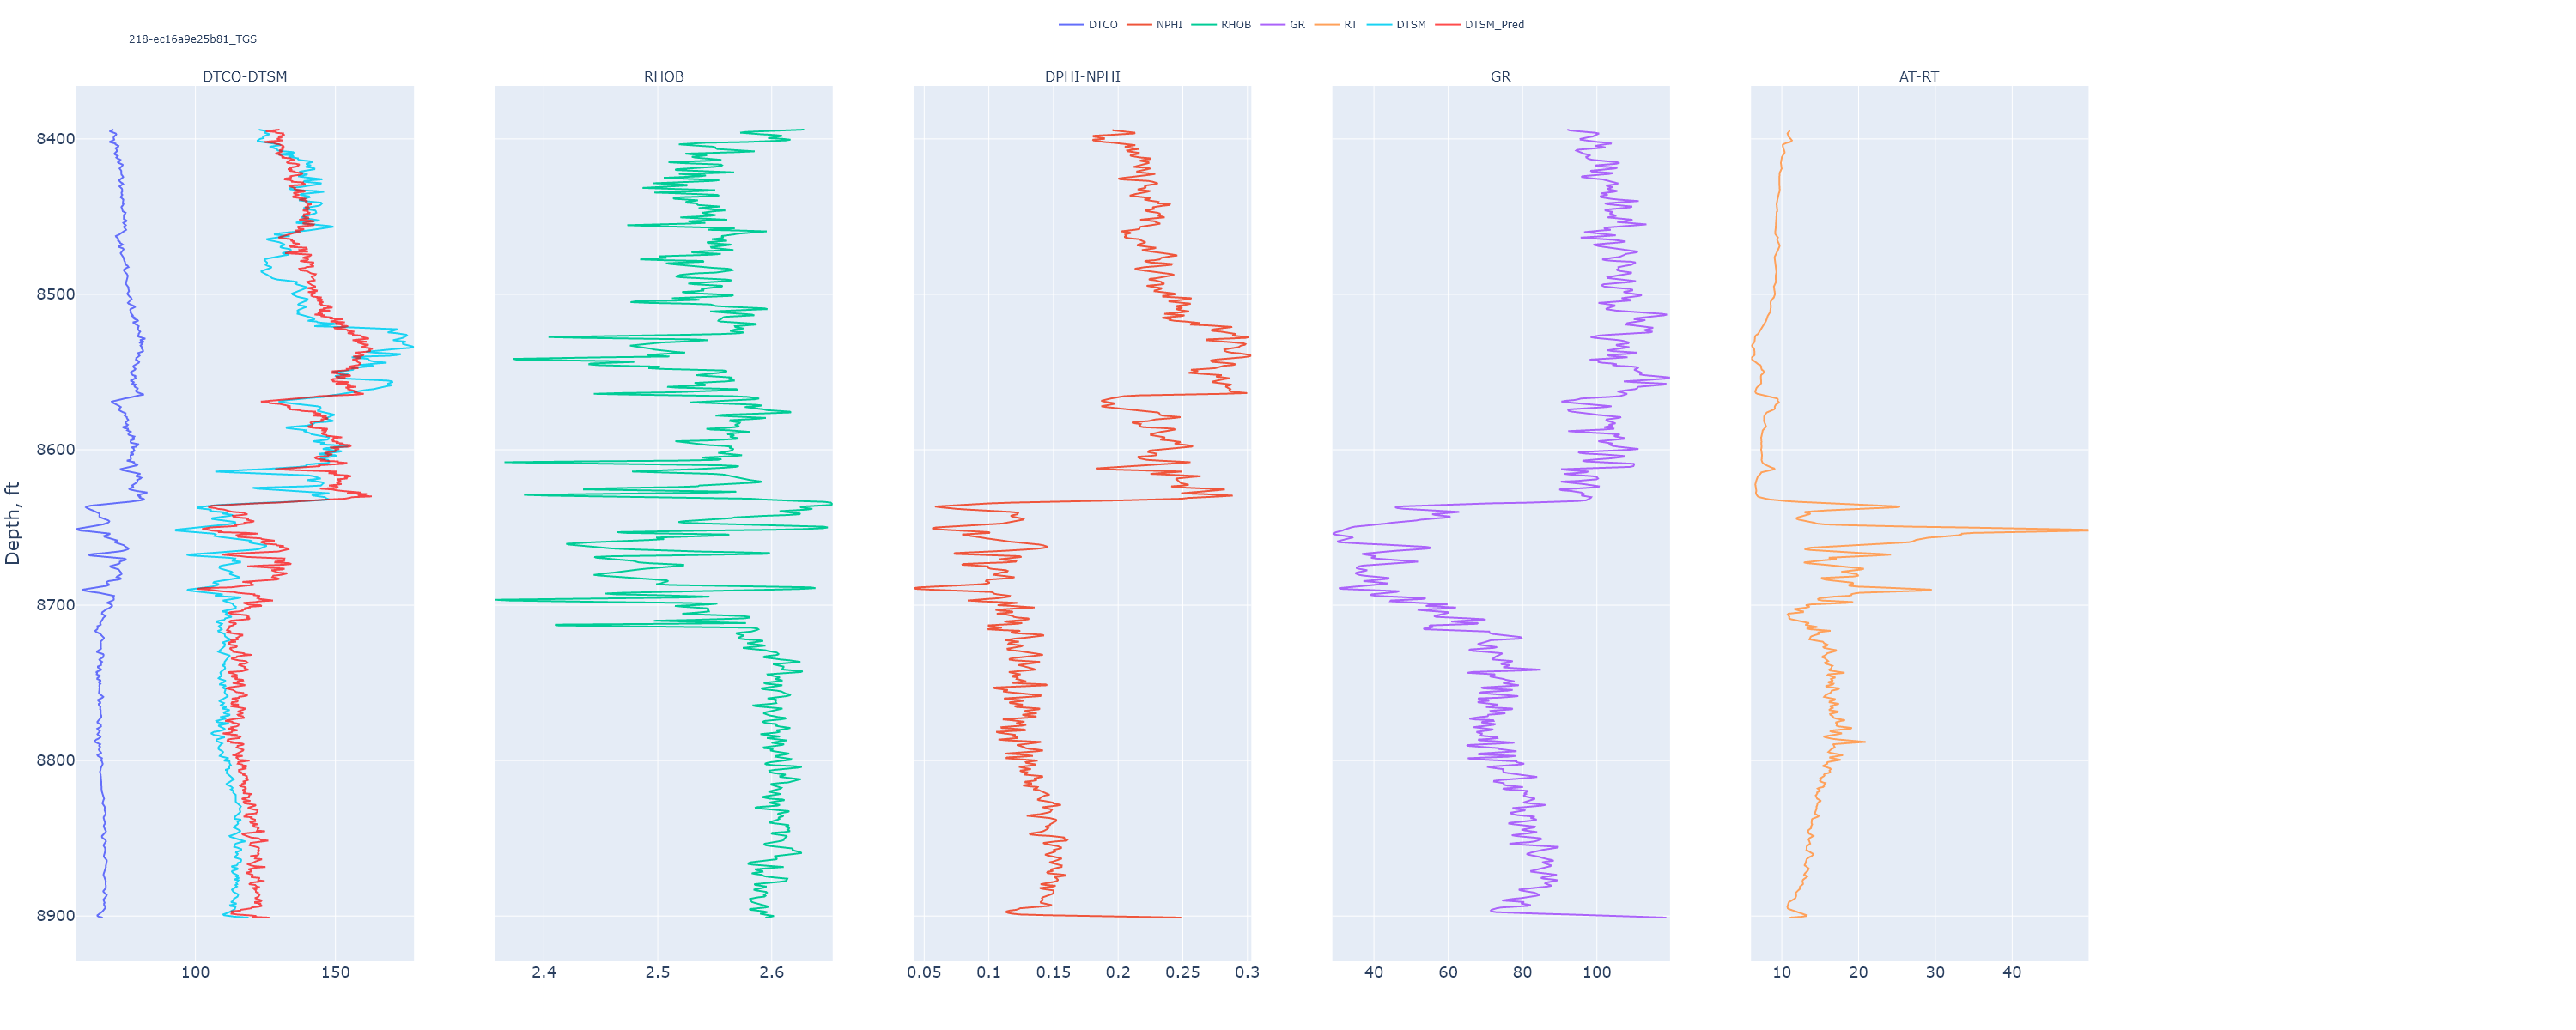 DTCO NPHI RHOB GR RT DTSM DTSM_Pred
218-ec16a9e25b81_TGS
DTCO-DTSM RHOB DPHI-NPHI GR AT-RT
8400
8500
8600
8700
8800
8900
Depth, ft
100 150 2.4 2.5 2.6 0.05 0.1 0.15 0.2 0.25 0.3 40 60 80 100 10 20 30 40